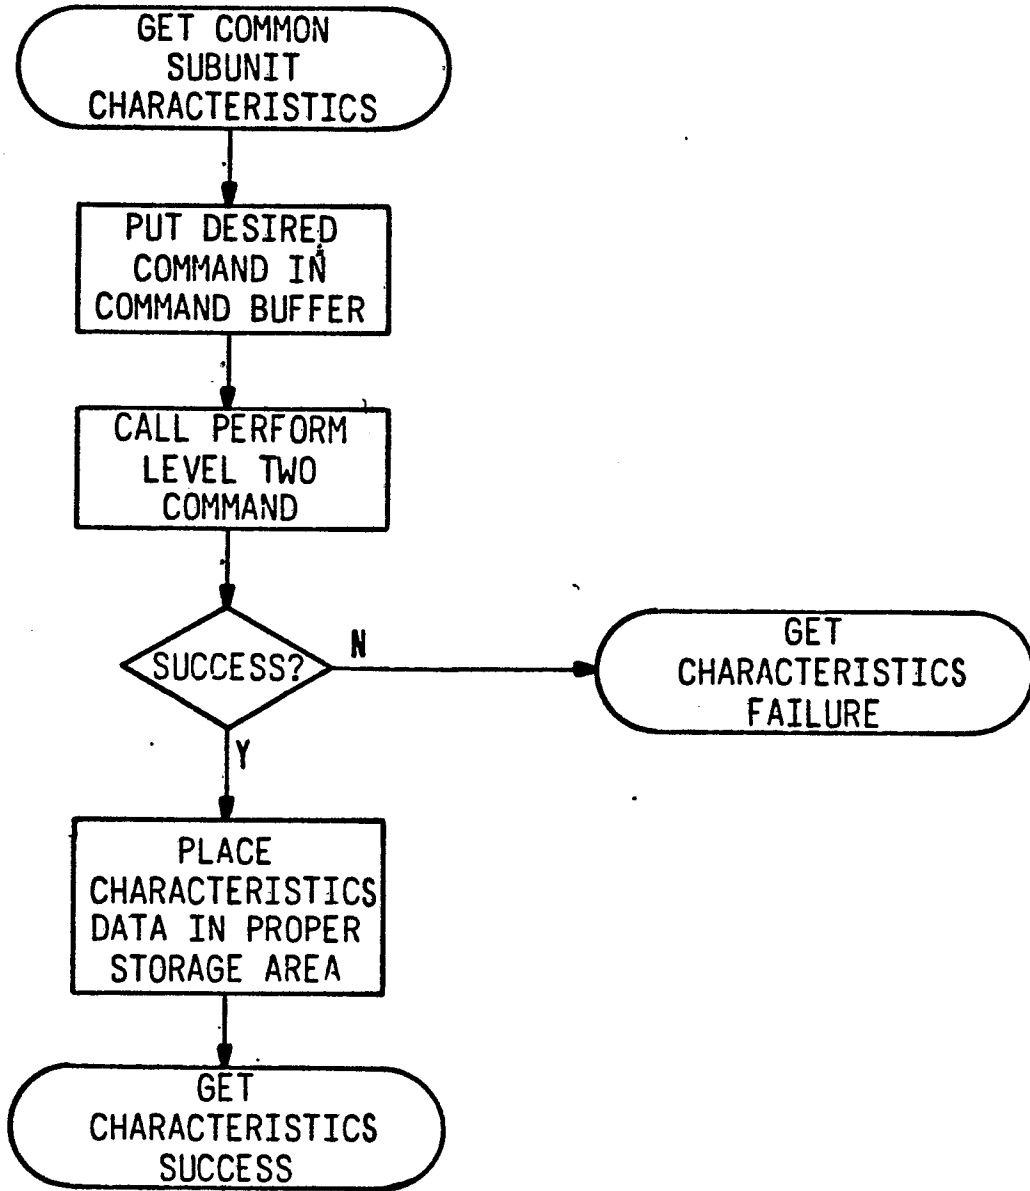 GET COMMON
SUBUNIT
CHARACTERISTICS
PUT DESIRED
COMMAND IN
COMMAND BUFFER
CALL PERFORM
LEVEL TWO
COMMAND
SUCCESS?
N
GET
CHARACTERISTICS
FAILURE
Y
PLACE
CHARACTERISTICS
DATA IN PROPER
STORAGE AREA
GET
CHARACTERISTICS
SUCCESS